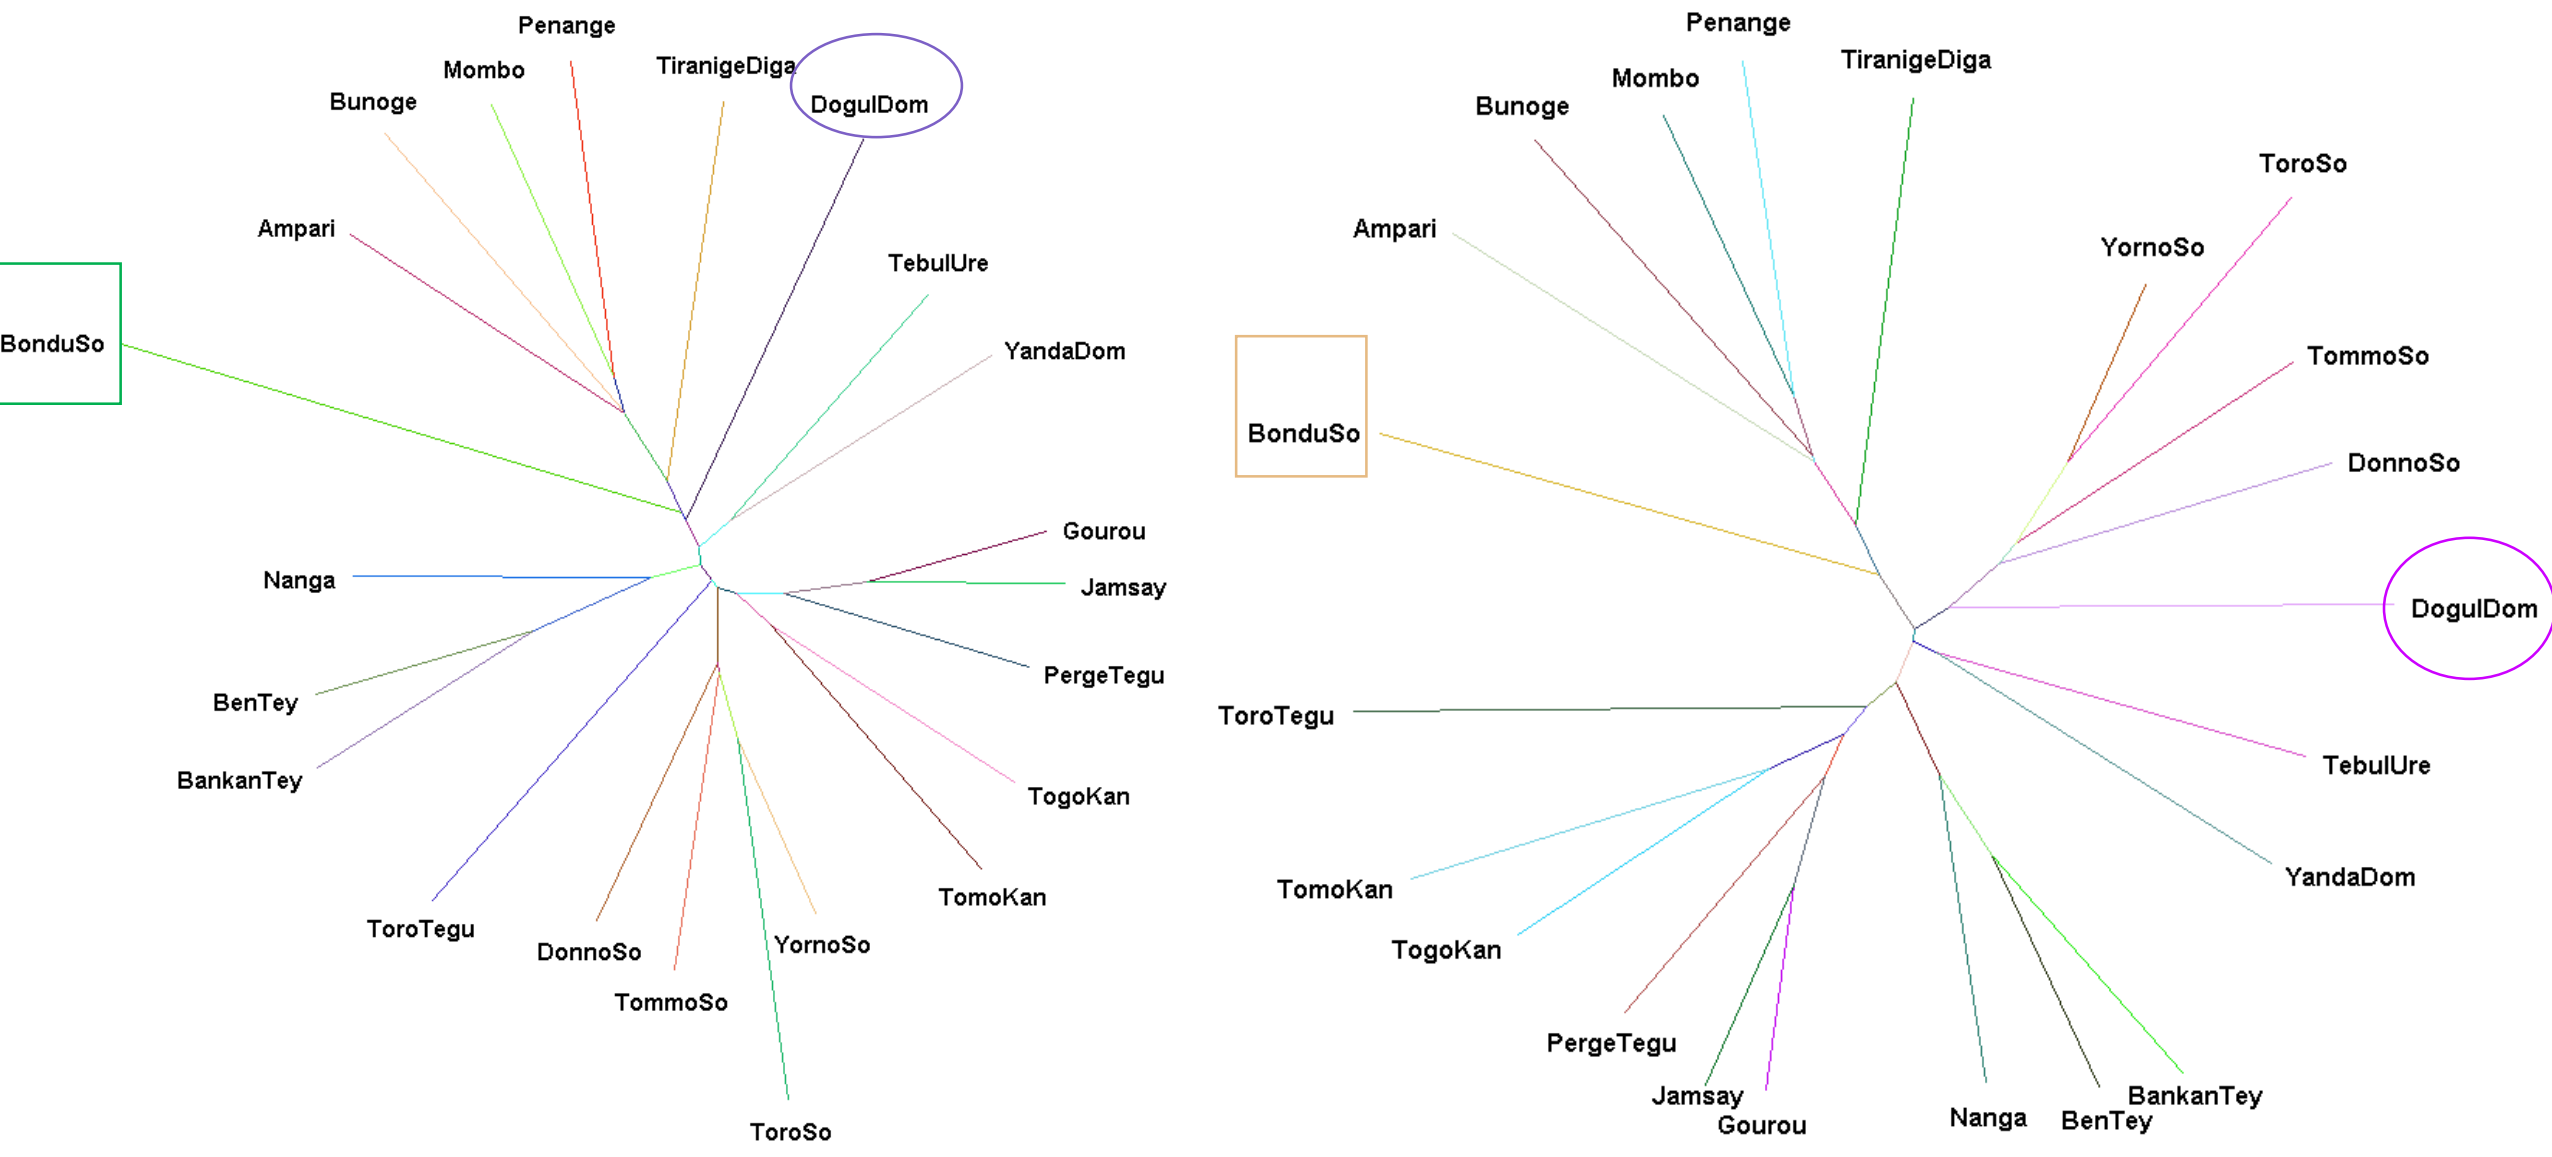 Penange
Mombo
TiranigeDiga
Bunoge
DogulDom
Ampari
TebulUre
BonduSo
YandaDom
Gourou
Nanga
Jamsay
PergeTegu
BenTey
BankanTey
TogoKan
TomoKan
ToroTegu
DonnoSo
YornoSo
TommoSo
ToroSo
Penange
TiranigeDiga
Mombo
Bunoge
ToroSo
Ampari
YornoSo
TommoSo
BonduSo
DonnoSo
DogulDom
ToroTegu
TebulUre
TomoKan
YandaDom
TogoKan
PergeTegu
Jamsay
BankanTey
Gourou
Nanga
BenTey